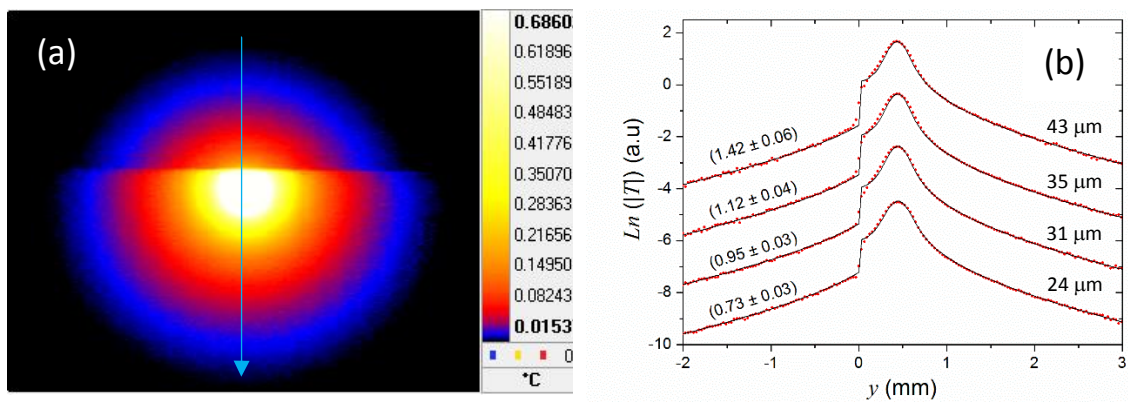 (a)
0.6860
0.61896
0.55189
0.48483
0.41776
0.35070
0.28363
0.21656
0.14950
0.08243
0.0153
0
°C
(b)
Ln (|T|) (a.u)
2
0
-2
-4
-6
-8
-10
43 µm
35 µm
31 µm
24 µm
(1.42 ± 0.06)
(1.12 ± 0.04)
(0.95 ± 0.03)
(0.73 ± 0.03)
-2
-1
0
1
2
3
y (mm)